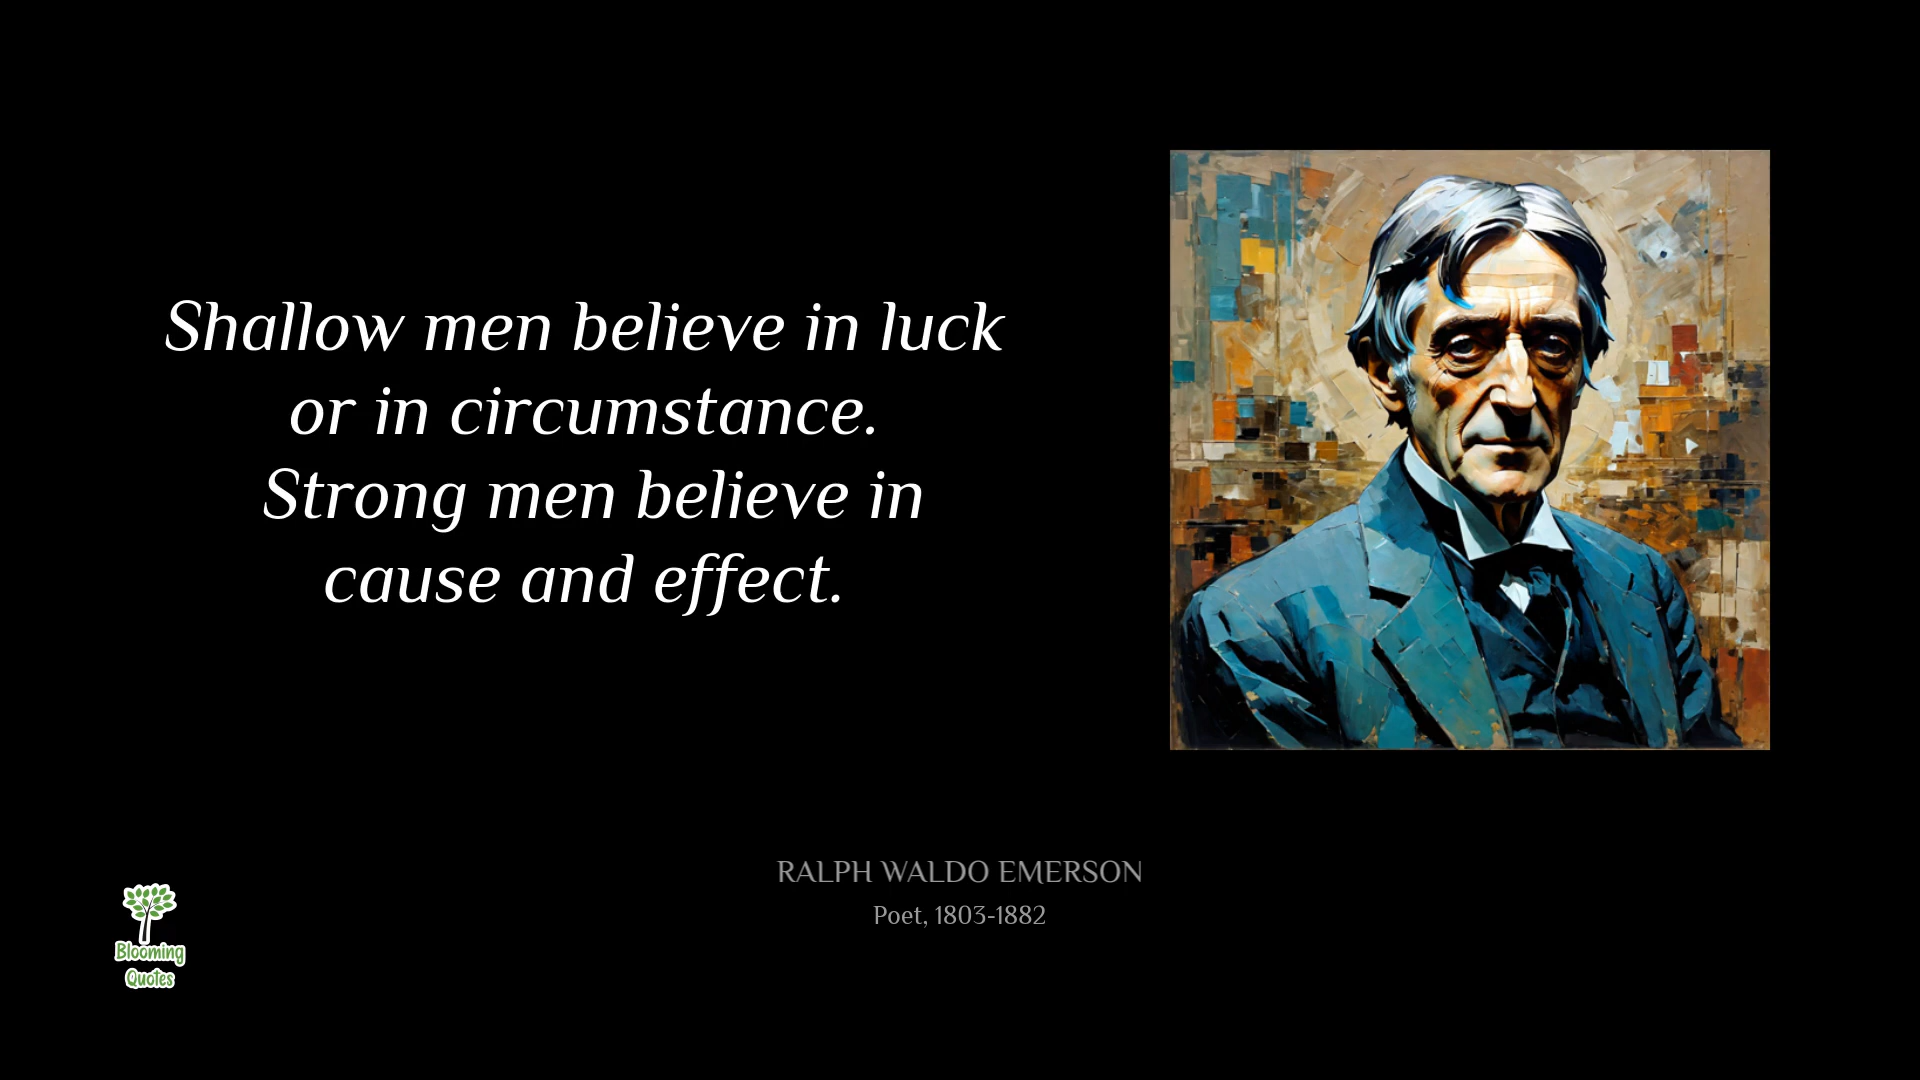 Shallow men believe in luck
or in circumstance.
Strong men believe in
cause and effect.
RALPH WALDO EMERSON
Poet, 1803-1882
Blooming
Quotes